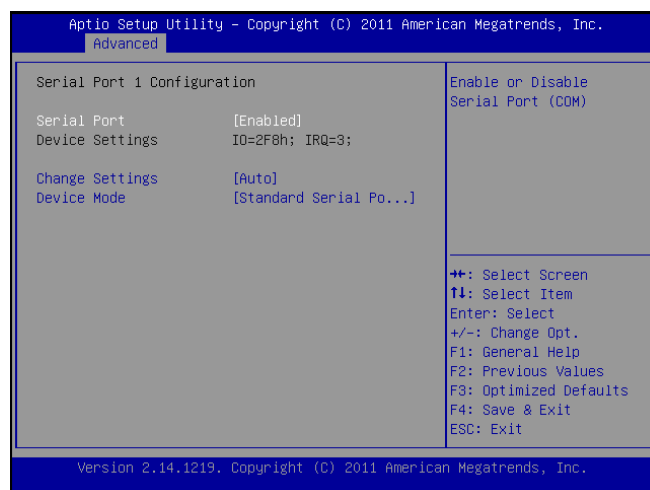 Aptio Setup Utility – Copyright (C) 2011 American Megatrends, Inc.
Advanced
Serial Port 1 Configuration
Serial Port [Enabled]
Device Settings IO=2F8h; IRQ=3;
Change Settings [Auto]
Device Mode [Standard Serial Po...]
Enable or Disable
Serial Port (COM)
→←: Select Screen
↑↓: Select Item
Enter: Select
+/-: Change Opt.
F1: General Help
F2: Previous Values
F3: Optimized Defaults
F4: Save & Exit
ESC: Exit
Version 2.14.1219. Copyright (C) 2011 American Megatrends, Inc.